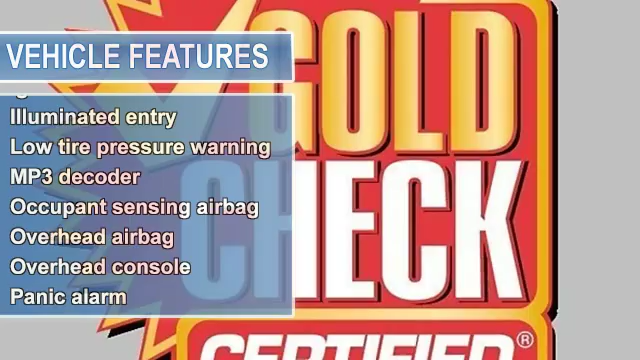 VEHICLE FEATURES
Illuminated entry
Low tire pressure warning
MP3 decoder
Occupant sensing airbag
Overhead airbag
Overhead console
Panic alarm
GOLD
CHECK
CERTIFIED®